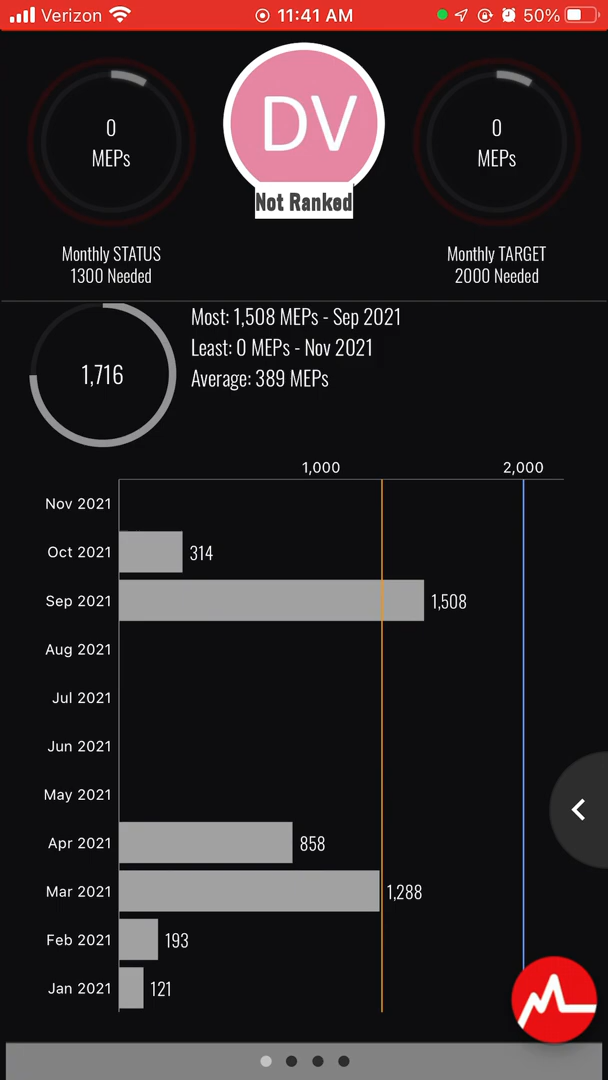 Verizon 11:41 AM 50%
0
MEPs
DV
Not Ranked
0
MEPs
Monthly STATUS
1300 Needed
Monthly TARGET
2000 Needed
1,716
Most: 1,508 MEPs - Sep 2021
Least: 0 MEPs - Nov 2021
Average: 389 MEPs
1,000 2,000
Nov 2021
Oct 2021 314
Sep 2021 1,508
Aug 2021
Jul 2021
Jun 2021
May 2021
Apr 2021 858
Mar 2021 1,288
Feb 2021 193
Jan 2021 121